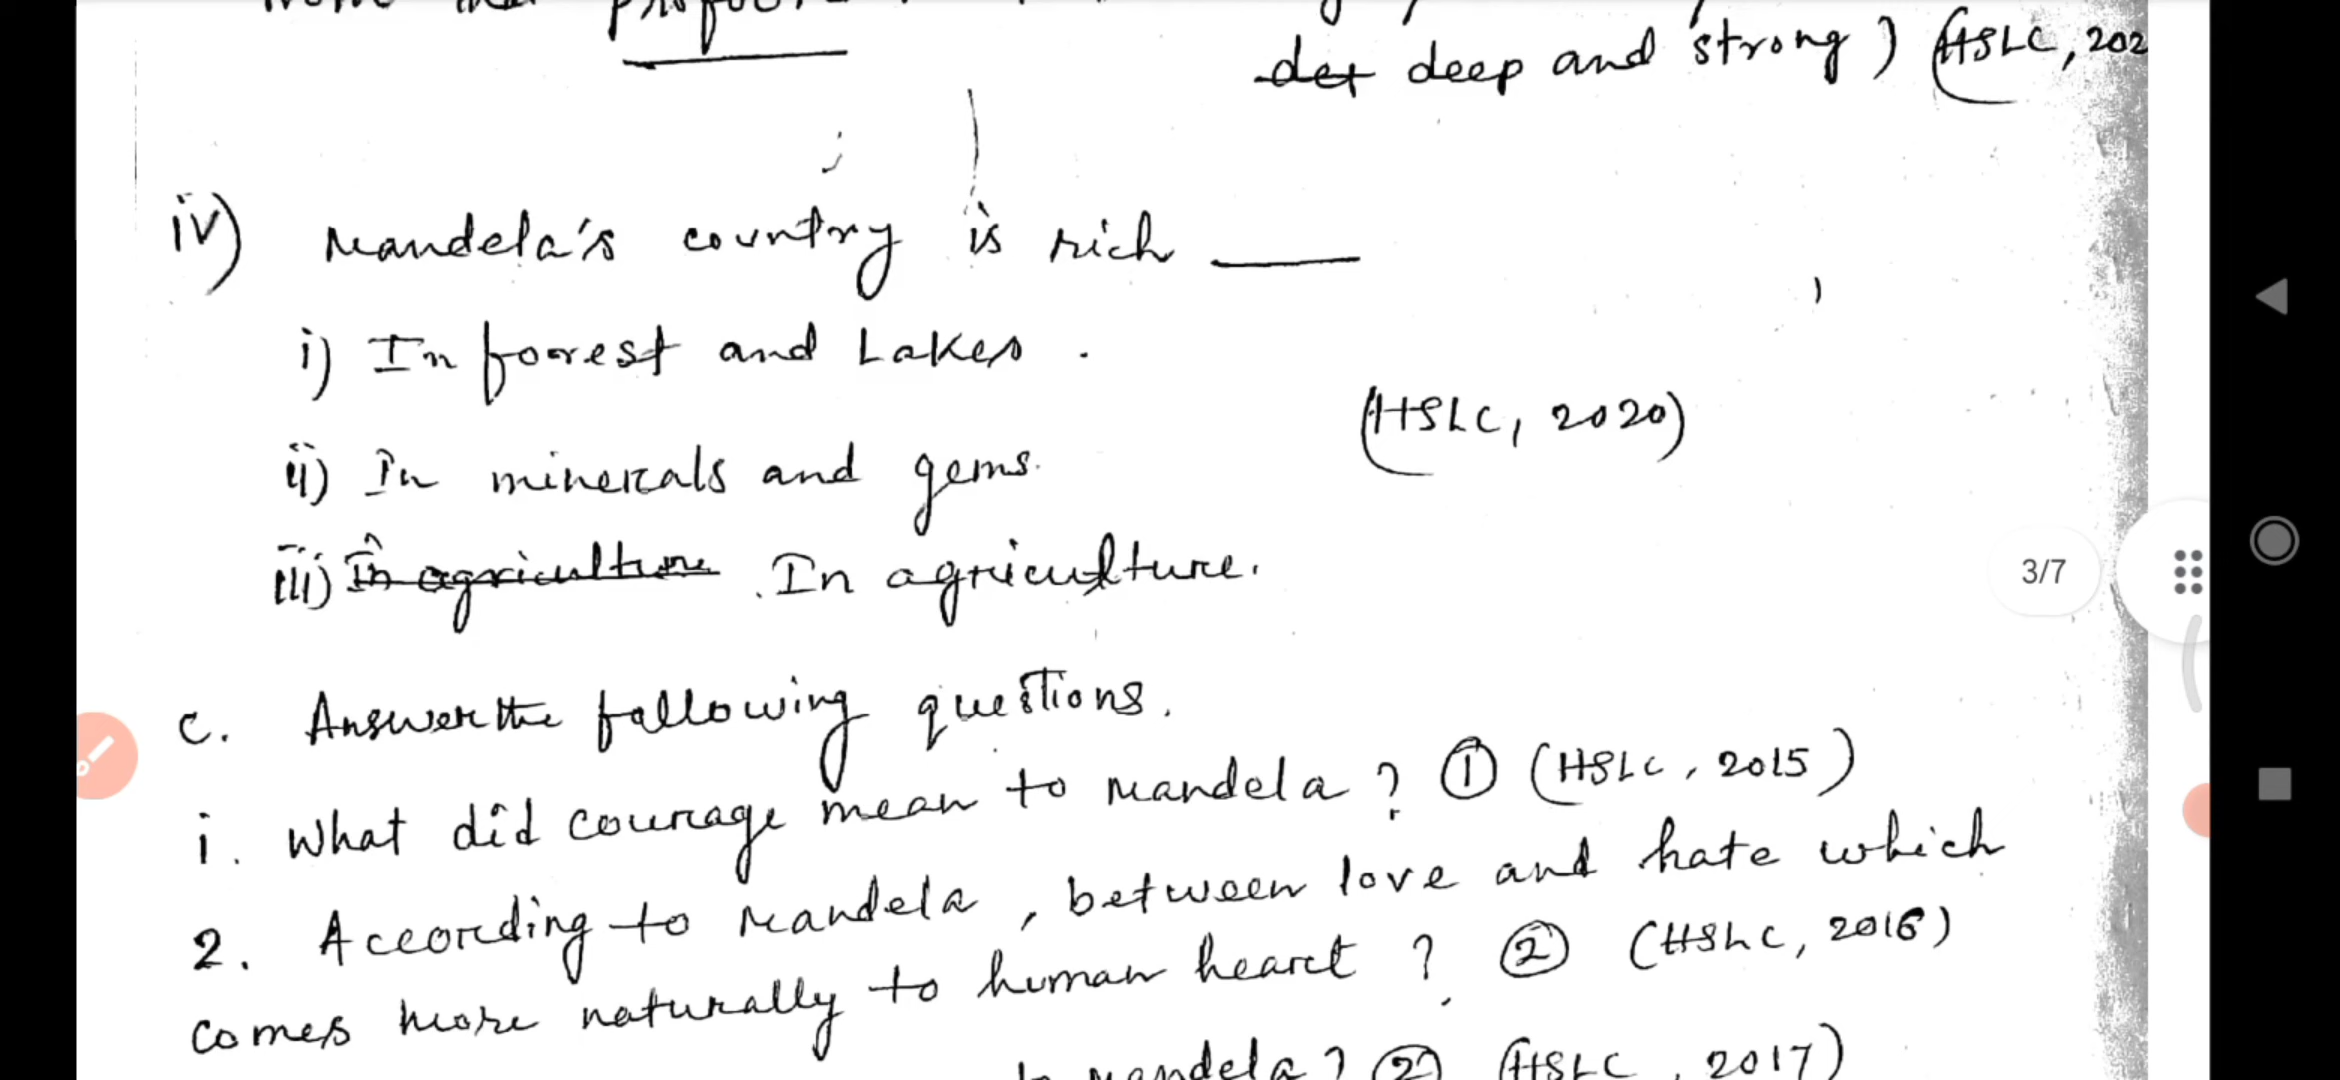 det deep and strong) (HSLC, 202
iv) Mandela's country is rich ____
i) In forest and Lakes.
(HSLC, 2020)
ii) In minerals and gems.
iii) In agriculture. In agriculture.
3/7
C. Answer the following questions.
i. What did courage mean to Mandela? ① (HSLC, 2015)
2. According to Mandela, between love and hate which
comes more naturally to human heart? ② (HSLC, 2016)
Mandela? ② (HSLC, 2017)